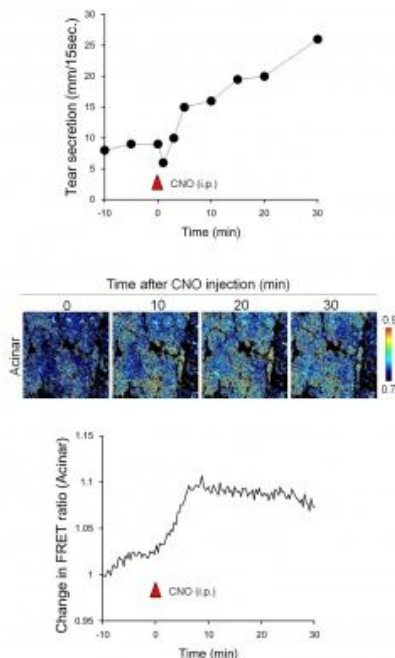 Tear secretion (mm/15sec.)
30
25
20
15
10
5
0
CNO (i.p.)
-10 0 10 20 30
Time (min)
Time after CNO injection (min)
0 10 20 30
Acinar
0.9
0.7
Change in FRET ratio (Acinar)
1.15
1.1
1.05
1
0.95
CNO (i.p.)
-10 0 10 20 30
Time (min)